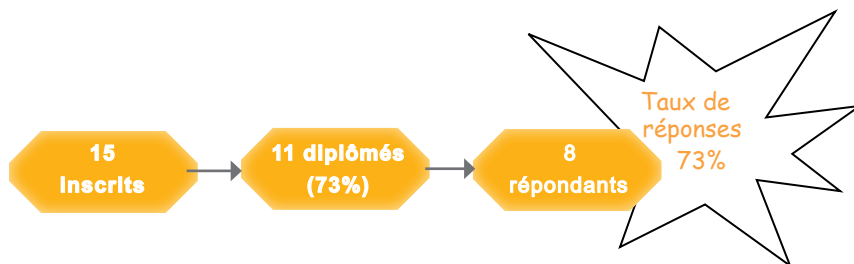 15
inscrits
11 diplômés
(73%)
8
répondants
Taux de
réponses
73%